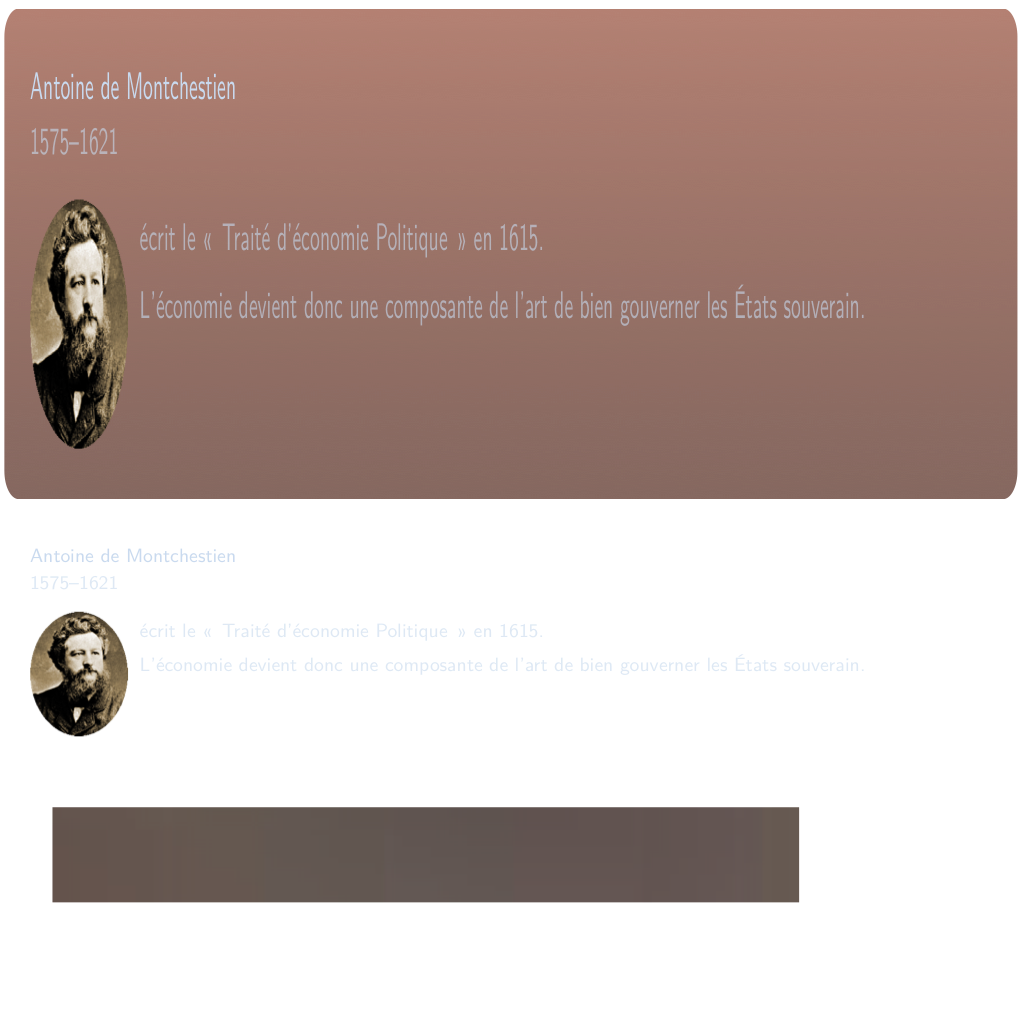 Antoine de Montchestien
1575–1621
écrit le « Traité d'économie Politique » en 1615.
L'économie devient donc une composante de l'art de bien gouverner les États souverain.
Antoine de Montchestien
1575–1621
écrit le « Traité d'économie Politique » en 1615.
L'économie devient donc une composante de l'art de bien gouverner les États souverain.